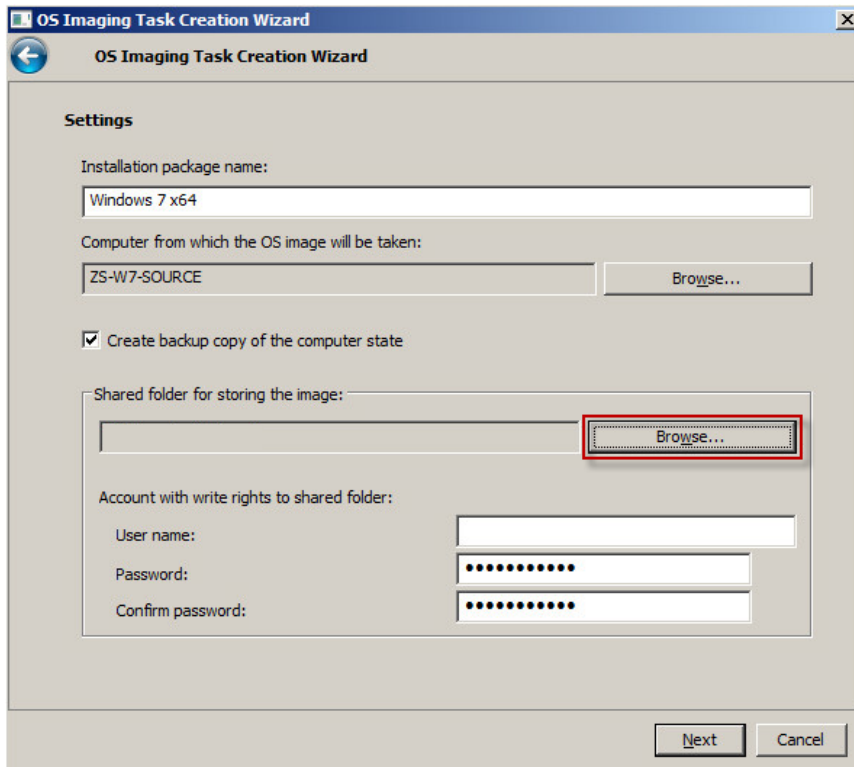 OS Imaging Task Creation Wizard
OS Imaging Task Creation Wizard
Settings
Installation package name:
Windows 7 x64
Computer from which the OS image will be taken:
ZS-W7-SOURCE
Browse...
Create backup copy of the computer state
Shared folder for storing the image:
Browse...
Account with write rights to shared folder:
User name:
Password:
●●●●●●●●●●●
Confirm password:
●●●●●●●●●●●
Next
Cancel